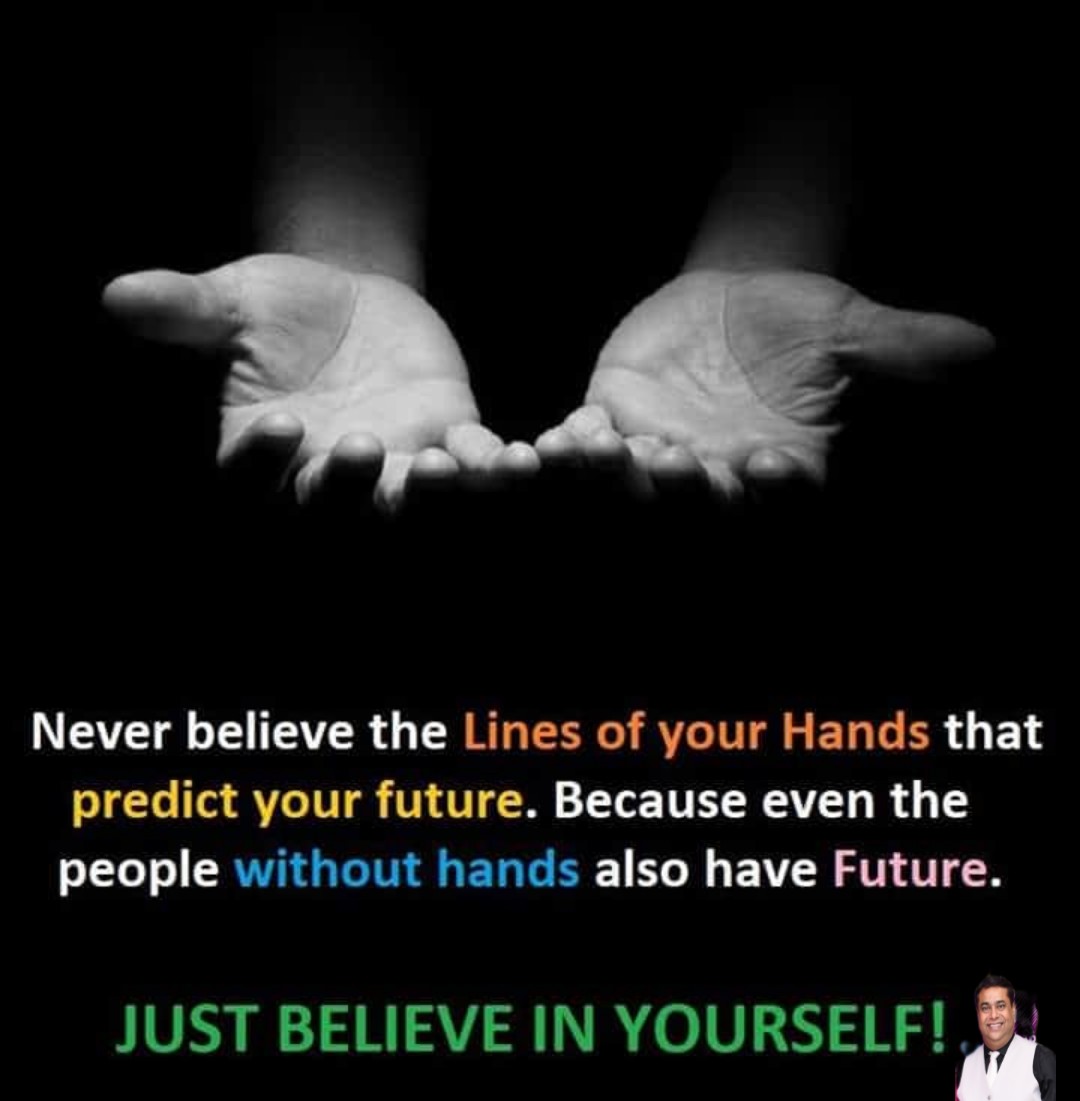 Never believe the Lines of your Hands that
predict your future. Because even the
people without hands also have Future.
JUST BELIEVE IN YOURSELF!